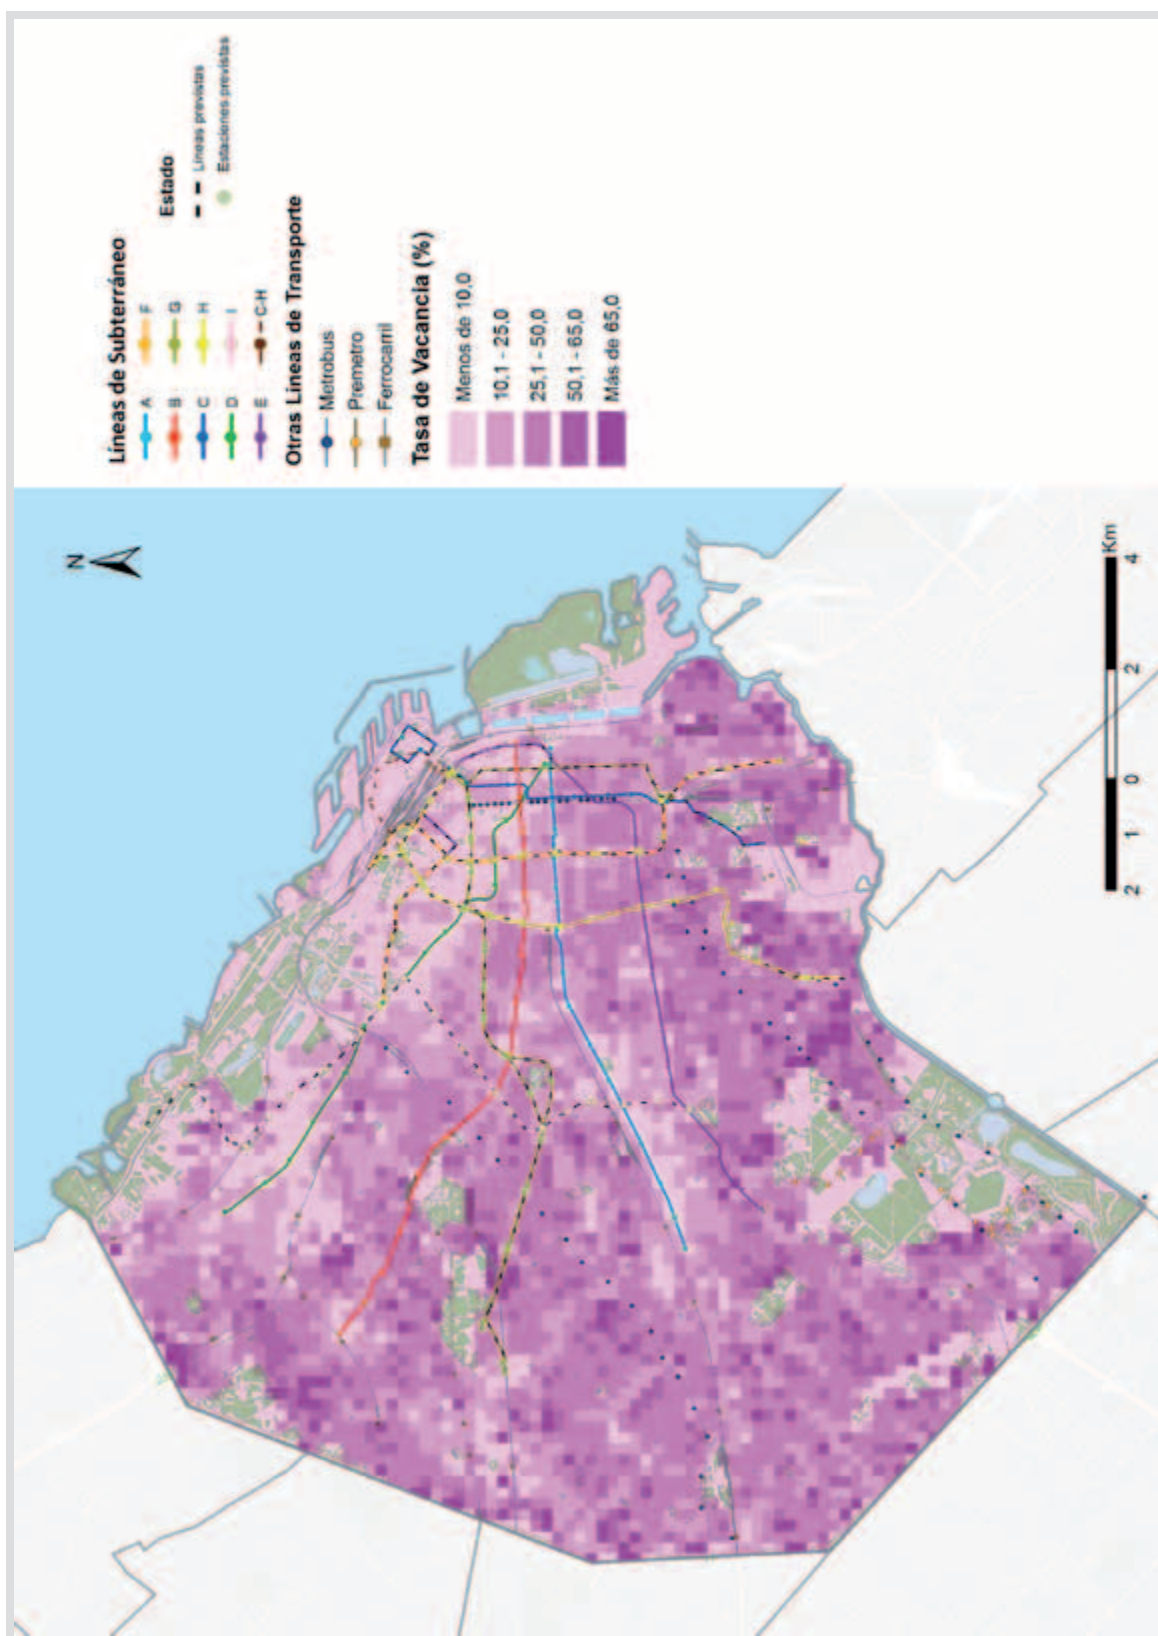 Líneas de Subterráneo
A
B
C
D
E
F
G
H
I
C-H
Estado
Líneas previstas
Estaciones previstas
Otras Líneas de Transporte
Metrobus
Premetro
Ferrocarril
Tasa de Vacancia (%)
Menos de 10,0
10,1 - 25,0
25,1 - 50,0
50,1 - 65,0
Más de 65,0
N
Km
2 1 0 2 4